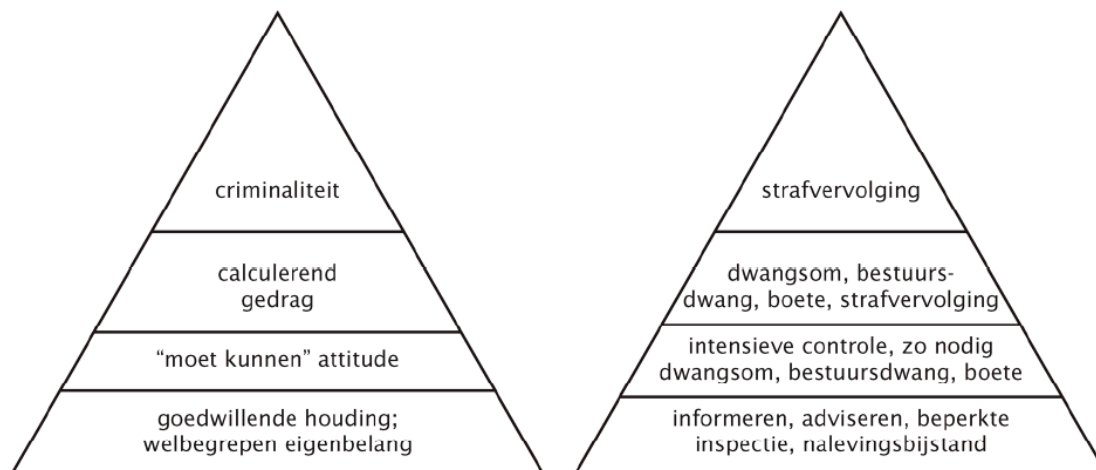 criminaliteit
calculerend
gedrag
“moet kunnen” attitude
goedwillende houding;
welbegrepen eigenbelang
strafvervolging
dwangsom, bestuurs-
dwang, boete, strafvervolging
intensieve controle, zo nodig
dwangsom, bestuursdwang, boete
informeren, adviseren, beperkte
inspectie, nalevingsbijstand